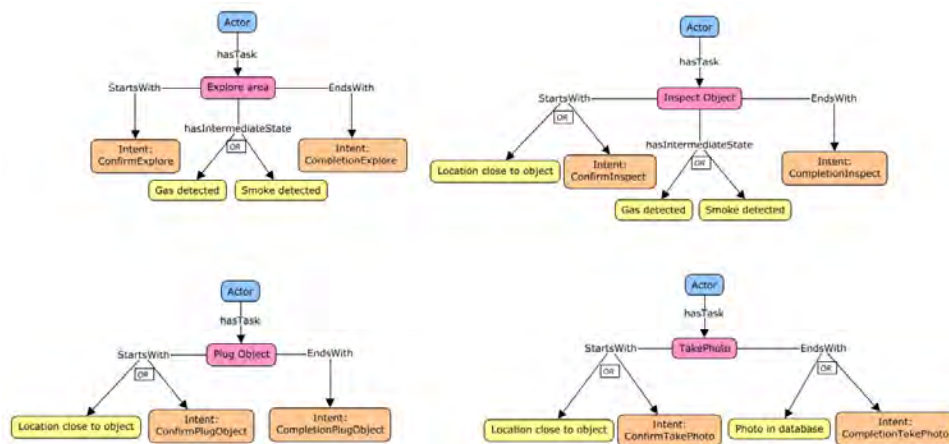 Actor
hasTask
Explore area
StartsWith
EndsWith
hasIntermediateState
OR
Intent:
ConfirmExplore
Intent:
CompletionExplore
Gas detected
Smoke detected
Actor
hasTask
Inspect Object
StartsWith
EndsWith
OR
hasIntermediateState
OR
Location close to object
Intent:
ConfirmInspect
Intent:
CompletionInspect
Gas detected
Smoke detected
Actor
hasTask
Plug Object
StartsWith
EndsWith
OR
Location close to object
Intent:
ConfirmPlugObject
Intent:
CompletionPlugObject
Actor
hasTask
TakePhoto
StartsWith
EndsWith
OR
OR
Location close to object
Intent:
ConfirmTakePhoto
Photo in database
Intent:
CompletionTakePhoto